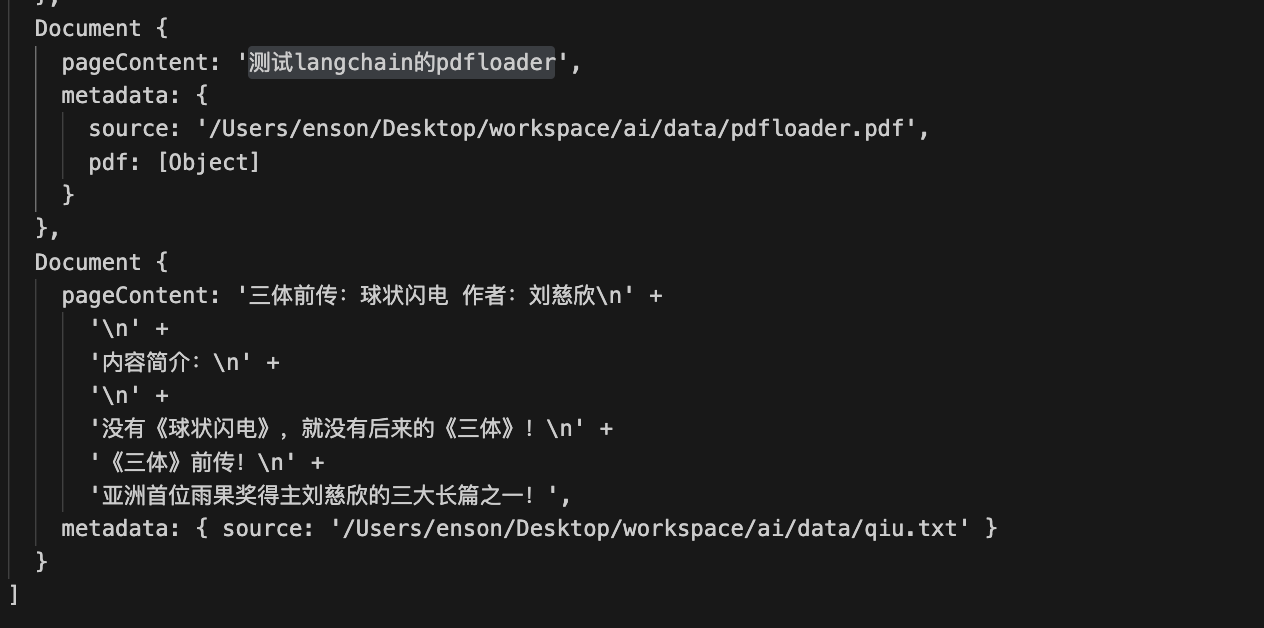 },
Document {
pageContent: '测试langchain的pdfloader',
metadata: {
source: '/Users/enson/Desktop/workspace/ai/data/pdfloader.pdf',
pdf: [Object]
}
},
Document {
pageContent: '三体前传：球状闪电 作者：刘慈欣\n' +
'\n' +
'内容简介：\n' +
'\n' +
'没有《球状闪电》，就没有后来的《三体》！\n' +
'《三体》前传！\n' +
'亚洲首位雨果奖得主刘慈欣的三大长篇之一！',
metadata: { source: '/Users/enson/Desktop/workspace/ai/data/qiu.txt' }
}
]